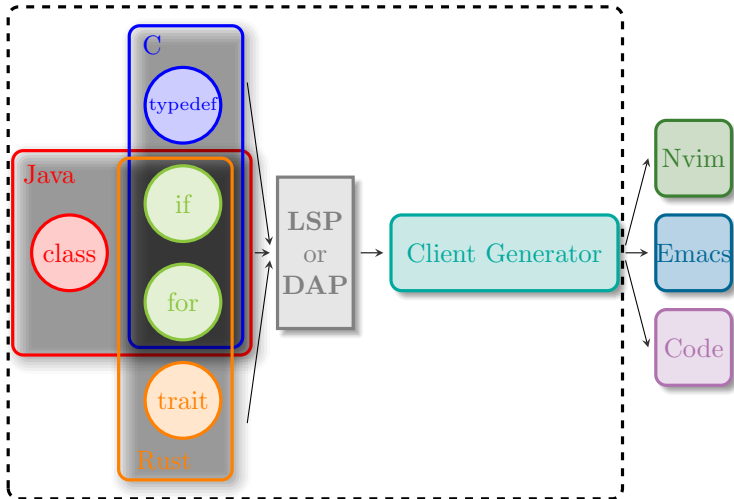 C
typedef
Java
if
class
for
trait
Rust
LSP
or
DAP
Client Generator
Nvim
Emacs
Code